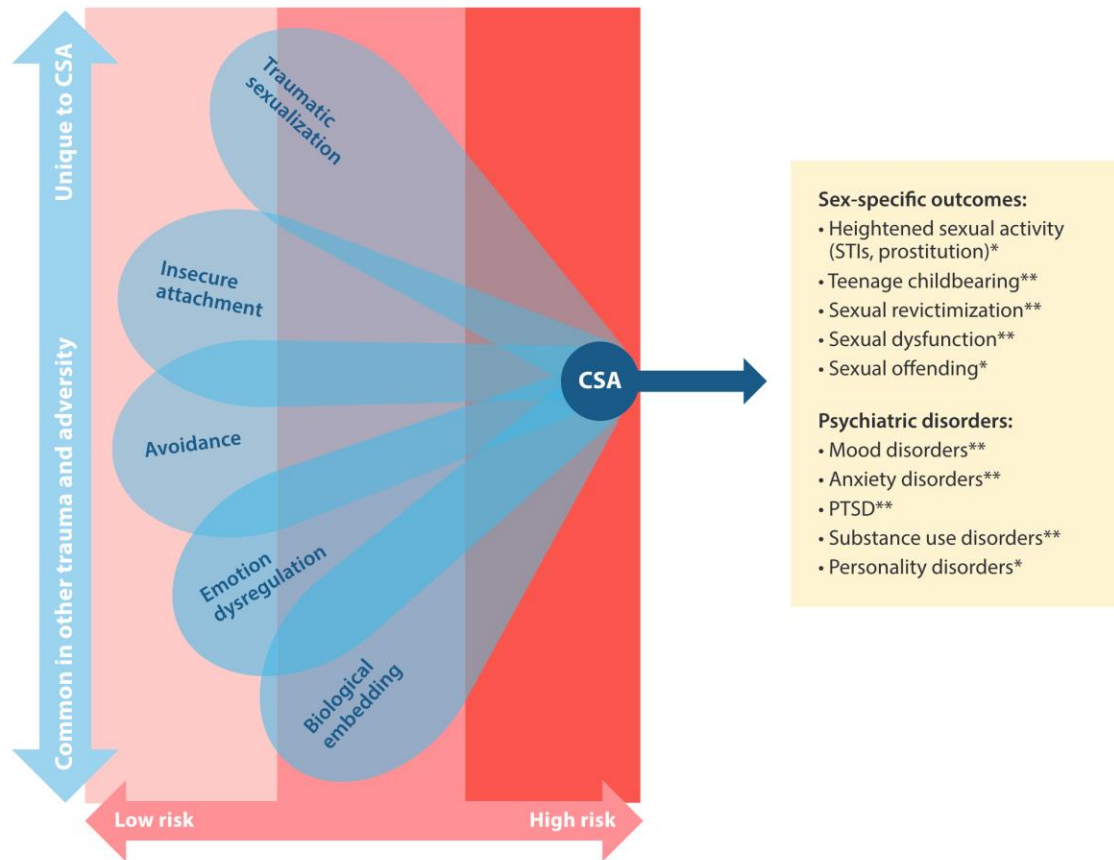 Unique to CSA
Common in other trauma and adversity
Traumatic
sexualization
Insecure
attachment
Avoidance
Emotion
dysregulation
Biological
embedding
CSA
Low risk
High risk
Sex-specific outcomes:
• Heightened sexual activity
(STIs, prostitution)*
• Teenage childbearing**
• Sexual revictimization**
• Sexual dysfunction**
• Sexual offending*
Psychiatric disorders:
• Mood disorders**
• Anxiety disorders**
• PTSD**
• Substance use disorders**
• Personality disorders*